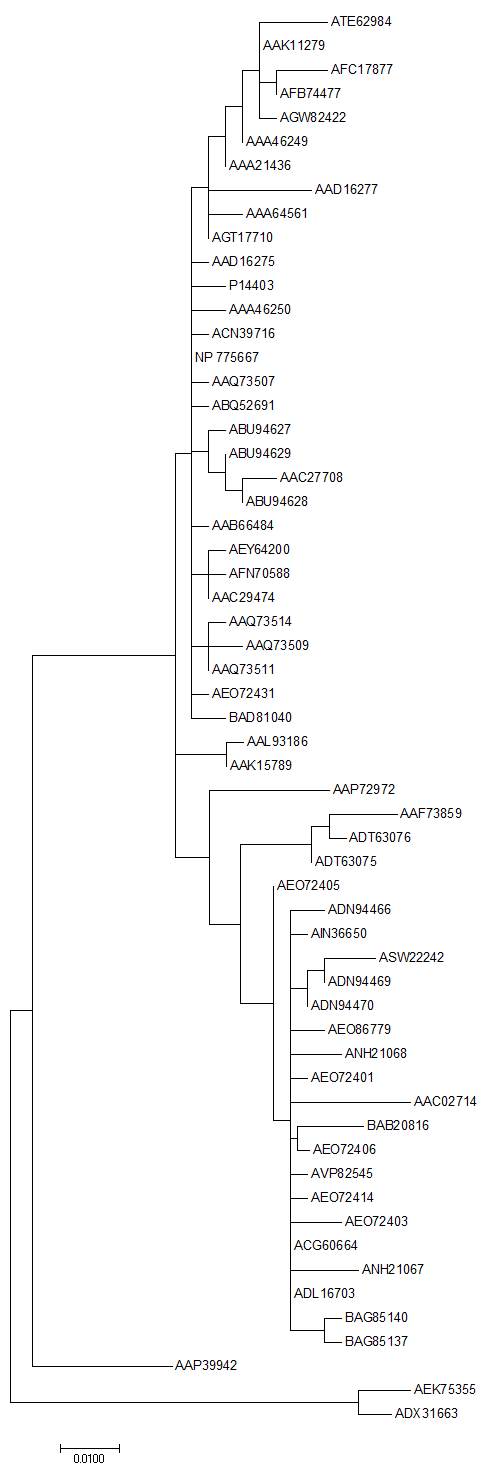 ATE62984
AAK11279
AFC17877
AFB74477
AGW82422
AAA46249
AAA21436
AAD16277
AAA64561
AGT17710
AAD16275
P14403
AAA46250
ACN39716
NP 775667
AAQ73507
ABQ52691
ABU94627
ABU94629
AAC27708
ABU94628
AAB66484
AEY64200
AFN70588
AAC29474
AAQ73514
AAQ73509
AAQ73511
AEO72431
BAD81040
AAL93186
AAK15789
AAP72972
AAF73859
ADT63076
ADT63075
AEO72405
ADN94466
AIN36650
ASW22242
ADN94469
ADN94470
AEO86779
ANH21068
AEO72401
AAC02714
BAB20816
AEO72406
AVP82545
AEO72414
AEO72403
ACG60664
ANH21067
ADL16703
BAG85140
BAG85137
AAP39942
AEK75355
ADX31663
0.0100